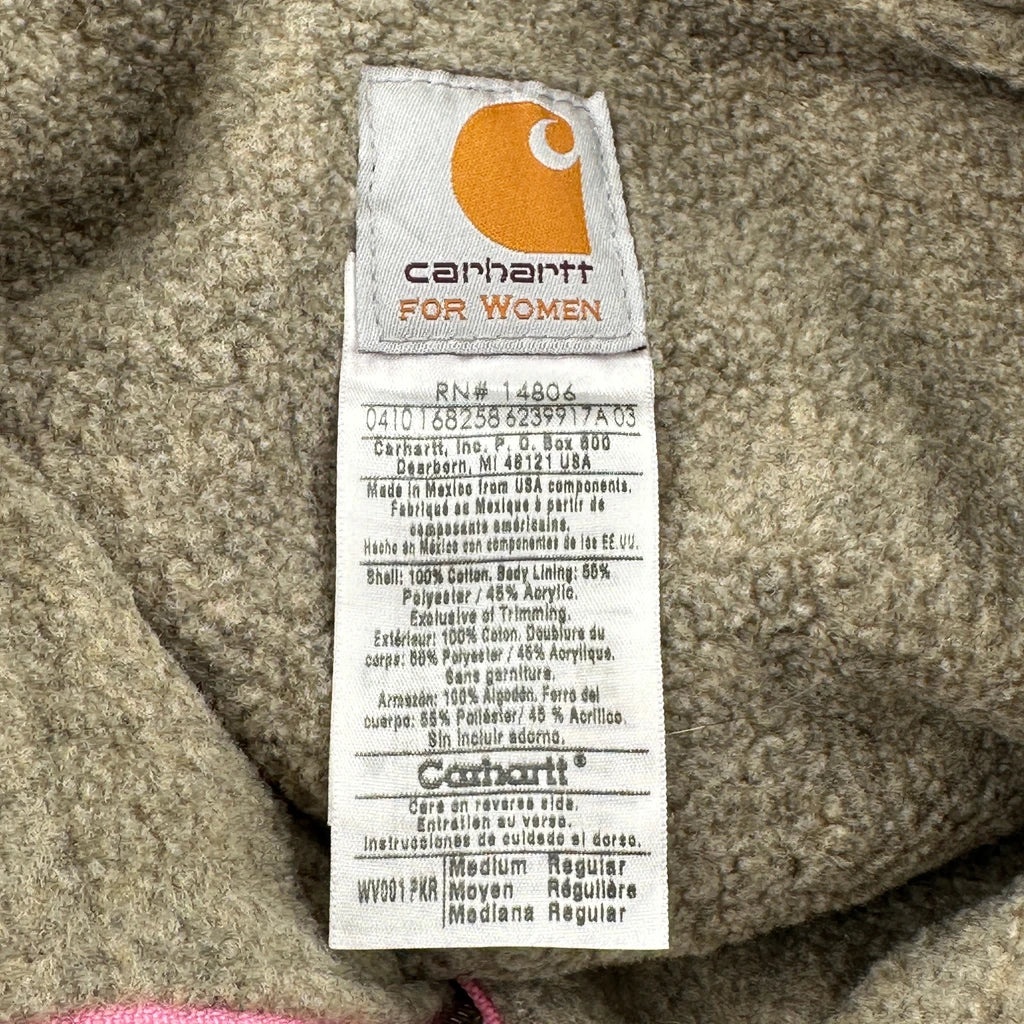 carhartt
FOR WOMEN
RN# 14806
0410168258 6239917A 03
Carhartt, Inc. P. O. Box 600
Dearborn, MI 48121 USA
Made in Mexico from USA components.
Fabriqué au Mexique à partir de
composants américains.
Hecho en México con componentes de los EE.UU.
Shell: 100% Cotton. Body Lining: 55%
Polyester / 45% Acrylic.
Exclusive of Trimming.
Extérieur: 100% Coton. Doublure du
corps: 55% Polyester / 45% Acrylique.
Sans garniture.
Armazón: 100% Algodón. Forro del
cuerpo: 55% Poliéster/ 45 % Acrílico.
Sin incluir adorno.
Carhartt®
Care on reverse side.
Entretien au verso.
Instrucciones de cuidado al dorso.
WV001 PKR
Medium Regular
Moyen Régulière
Mediana Regular